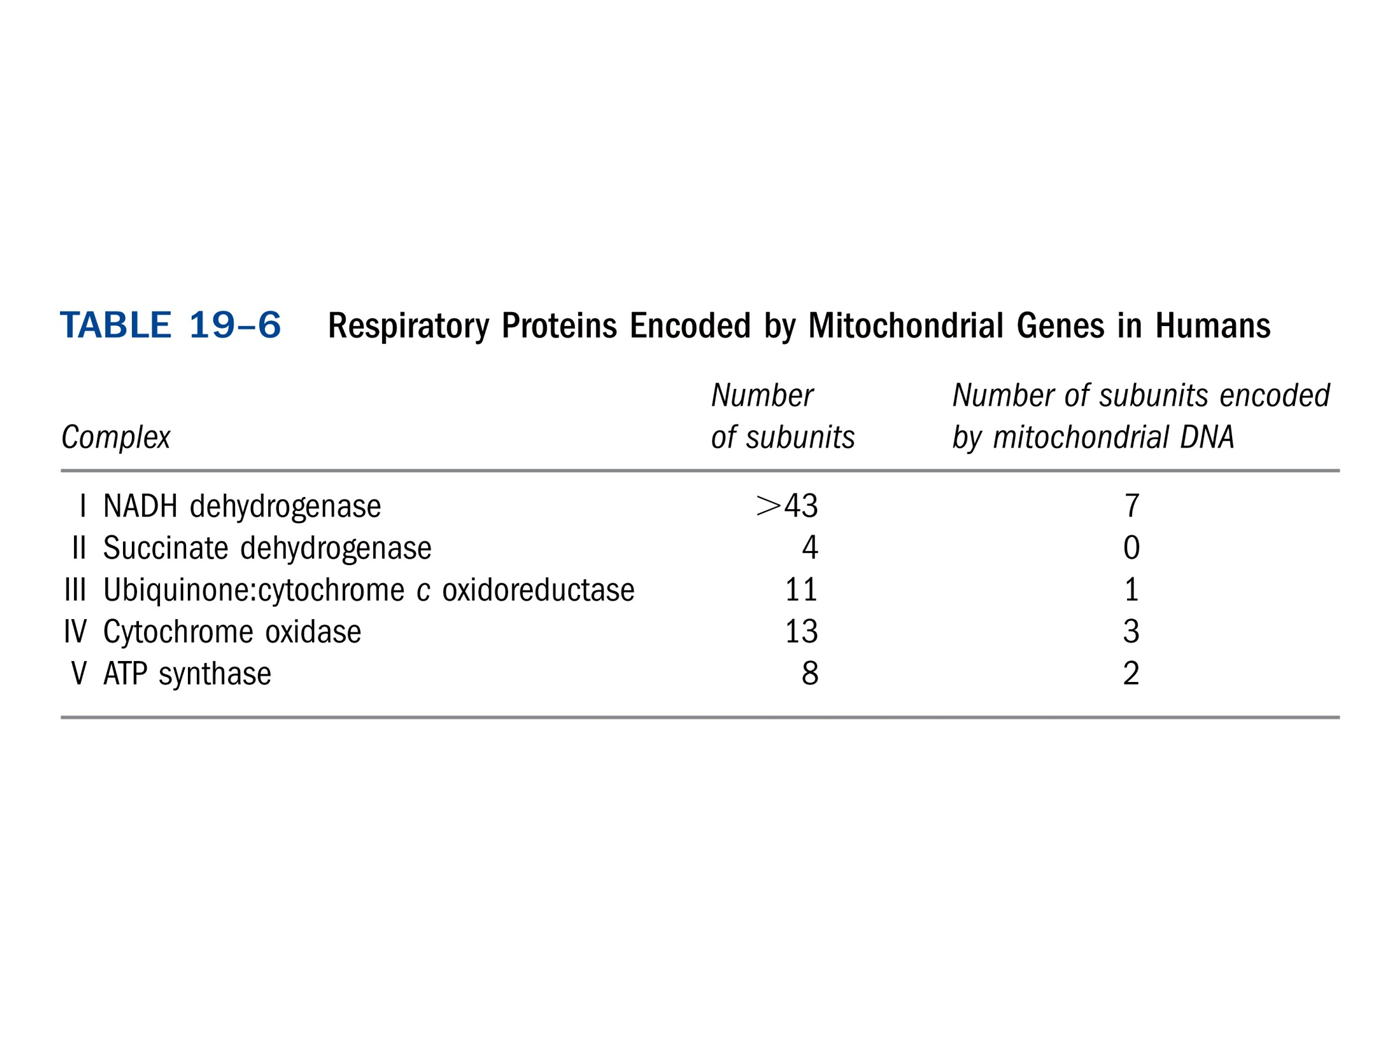 TABLE 19–6 Respiratory Proteins Encoded by Mitochondrial Genes in Humans
Number Number of subunits encoded
Complex of subunits by mitochondrial DNA
I NADH dehydrogenase >43 7
II Succinate dehydrogenase 4 0
III Ubiquinone:cytochrome c oxidoreductase 11 1
IV Cytochrome oxidase 13 3
V ATP synthase 8 2